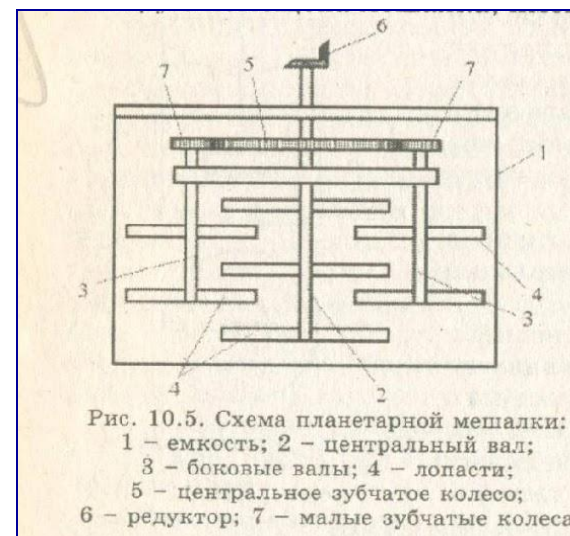 6
7
5
7
1
3
4
3
4
2
Рис. 10.5. Схема планетарной мешалки:
1 – емкость; 2 – центральный вал;
3 – боковые валы; 4 – лопасти;
5 – центральное зубчатое колесо;
6 – редуктор; 7 – малые зубчатые колеса